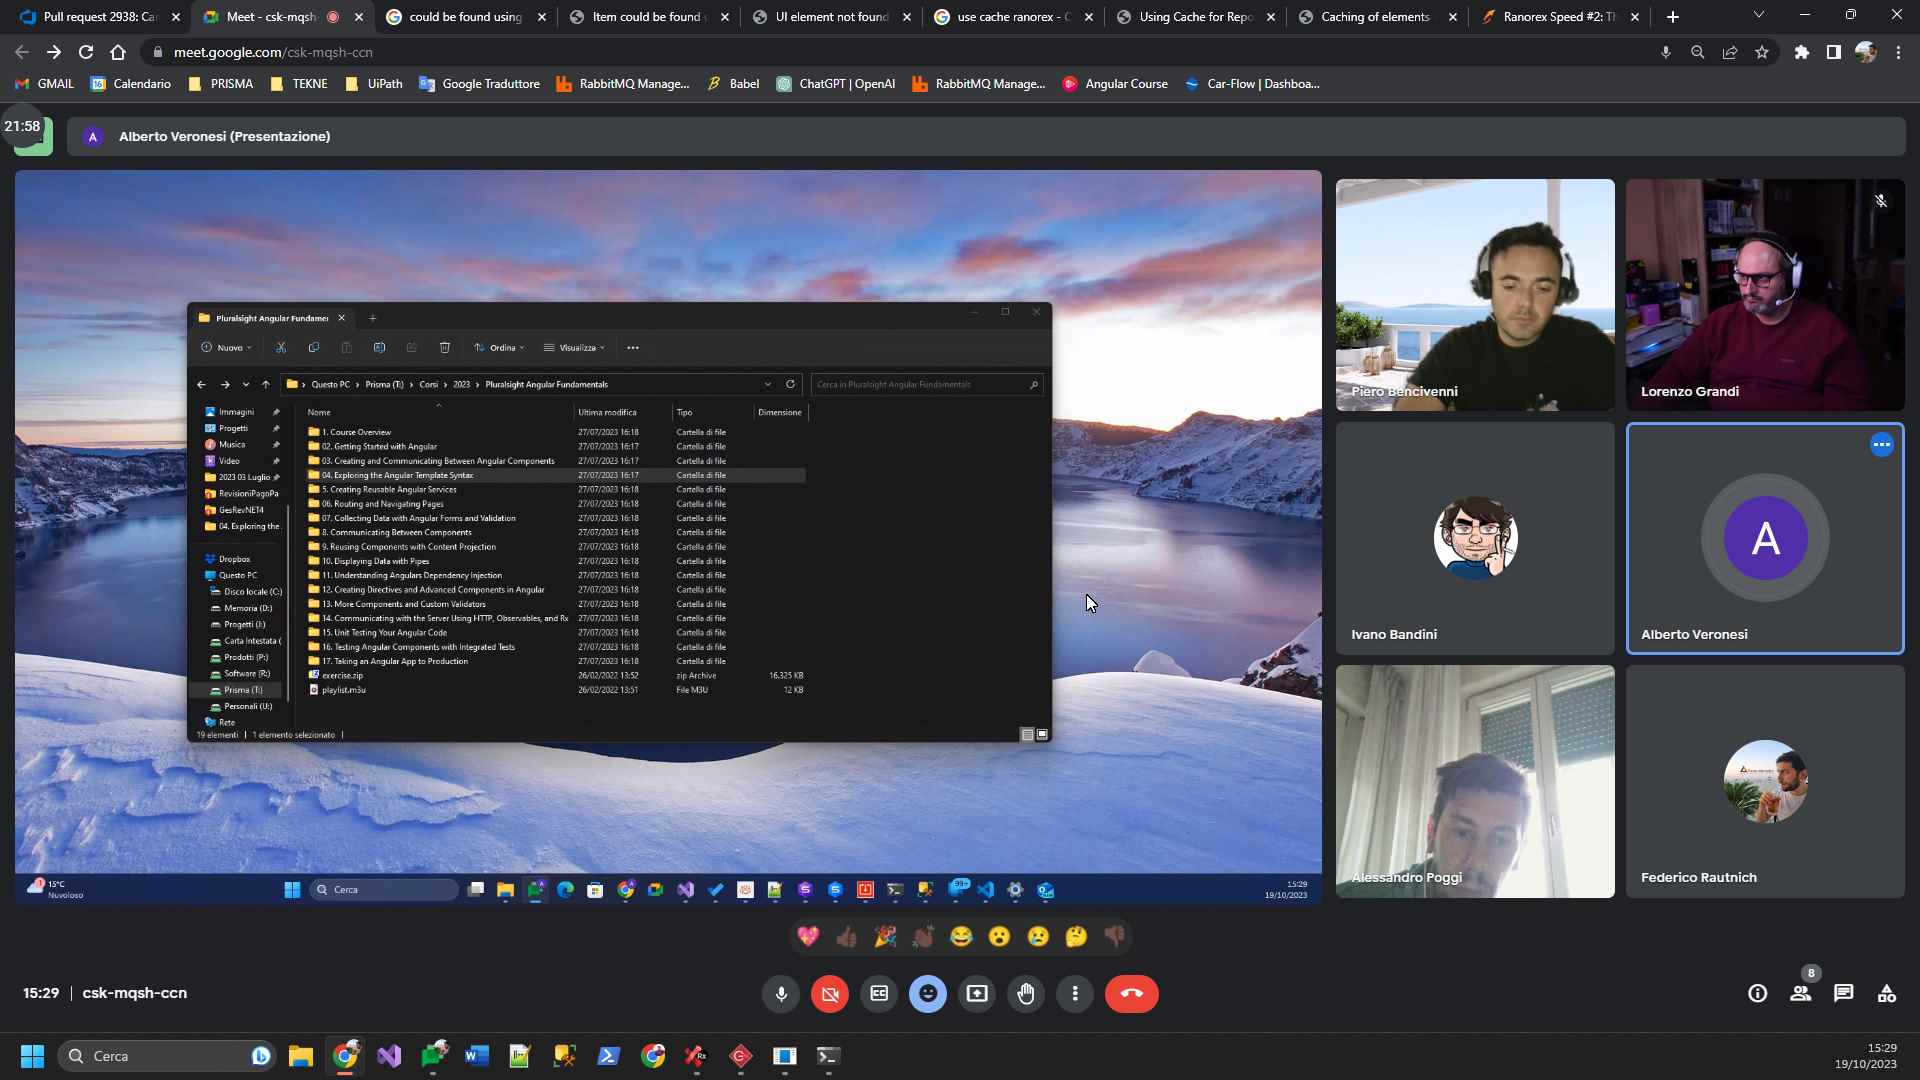 Pull request 2938: Ca
Meet - csk-mqsh
could be found using
Item could be found
UI element not found
use cache ranorex - C
Using Cache for Repo
Caching of elements
Ranorex Speed #2: Th
meet.google.com/csk-mqsh-ccn
GMAIL
Calendario
PRISMA
TEKNE
UiPath
Google Traduttore
RabbitMQ Manage...
Babel
ChatGPT | OpenAI
RabbitMQ Manage...
Angular Course
Car-Flow | Dashboa...
21:58
A
Alberto Veronesi (Presentazione)
Pluralsight Angular Fundamer
Nuovo
Ordina
Visualizza
Questo PC > Prisma (T:) > Corsi > 2023 > Pluralsight Angular Fundamentals
Cerca in Pluralsight Angular Fundamentals
Nome Ultima modifica Tipo Dimensione
1. Course Overview 27/07/2023 16:18 Cartella di file
02. Getting Started with Angular 27/07/2023 16:17 Cartella di file
03. Creating and Communicating Between Angular Components 27/07/2023 16:17 Cartella di file
04. Exploring the Angular Template Syntax 27/07/2023 16:17 Cartella di file
5. Creating Reusable Angular Services 27/07/2023 16:18 Cartella di file
06. Routing and Navigating Pages 27/07/2023 16:18 Cartella di file
07. Collecting Data with Angular Forms and Validation 27/07/2023 16:18 Cartella di file
8. Communicating Between Components 27/07/2023 16:18 Cartella di file
9. Reusing Components with Content Projection 27/07/2023 16:18 Cartella di file
10. Displaying Data with Pipes 27/07/2023 16:18 Cartella di file
11. Understanding Angulars Dependency Injection 27/07/2023 16:18 Cartella di file
12. Creating Directives and Advanced Components in Angular 27/07/2023 16:18 Cartella di file
13. More Components and Custom Validators 27/07/2023 16:18 Cartella di file
14. Communicating with the Server Using HTTP, Observables, and Rx 27/07/2023 16:18 Cartella di file
15. Unit Testing Your Angular Code 27/07/2023 16:18 Cartella di file
16. Testing Angular Components with Integrated Tests 27/07/2023 16:18 Cartella di file
17. Taking an Angular App to Production 27/07/2023 16:18 Cartella di file
exercise.zip 26/02/2022 13:52 zip Archive 16.325 KB
playlist.m3u 26/02/2022 13:51 File M3U 12 KB
Immagini
Progetti
Musica
Video
2023 03 Luglio
RevisioniPagoPa
GesRevNET4
04. Exploring the
Dropbox
Questo PC
Disco locale (C:)
Memoria (D:)
Progetti (I:)
Carta Intestata (
Prodotti (P:)
Software (R:)
Prisma (T:)
Personali (U:)
Rete
19 elementi 1 elemento selezionato
1
15°C
Nuvoloso
Cerca
99+
15:29
19/10/2023
Piero Bencivenni
Lorenzo Grandi
Ivano Bandini
A
Alberto Veronesi
Alessandro Poggi
Federico Rautnich
15:29 | csk-mqsh-ccn
8
Cerca
15:29
19/10/2023